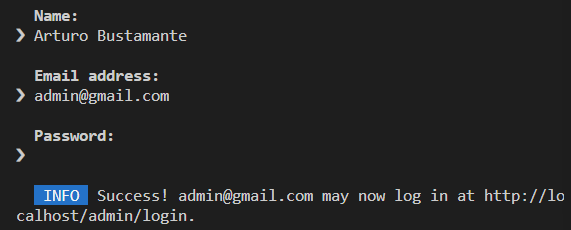 Name:
❯ Arturo Bustamante
Email address:
❯ admin@gmail.com
Password:
❯
INFO Success! admin@gmail.com may now log in at http://lo
calhost/admin/login.